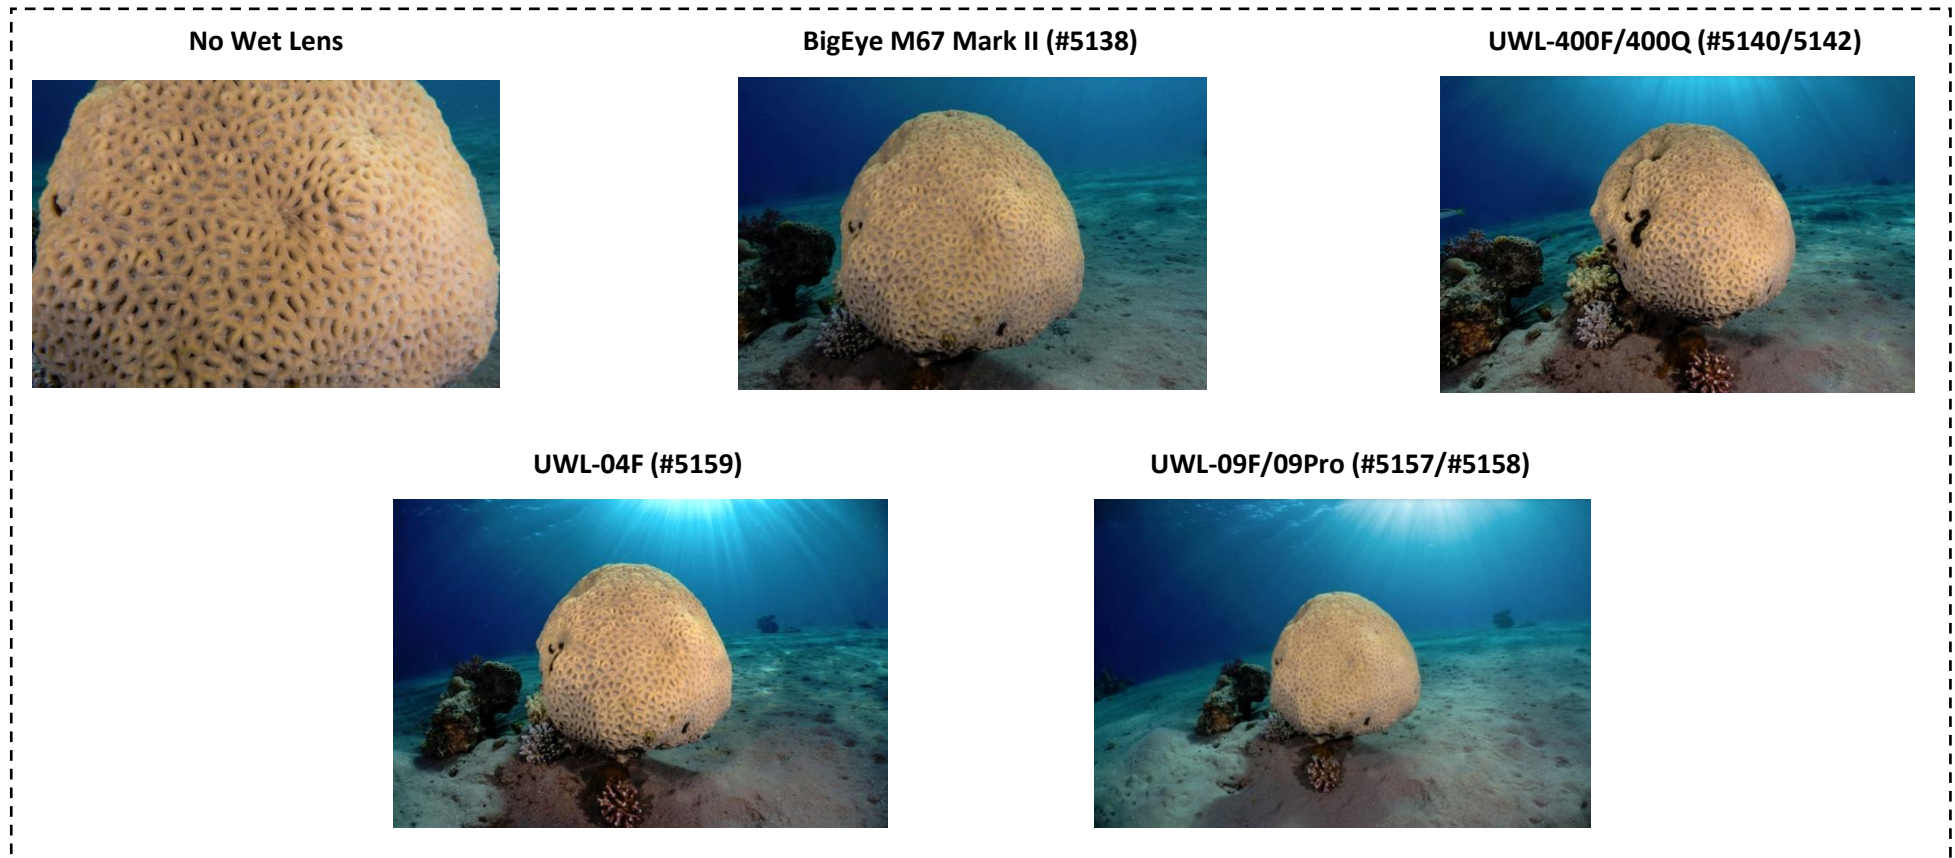 No Wet Lens
BigEye M67 Mark II (#5138)
UWL-400F/400Q (#5140/5142)
UWL-04F (#5159)
UWL-09F/09Pro (#5157/#5158)